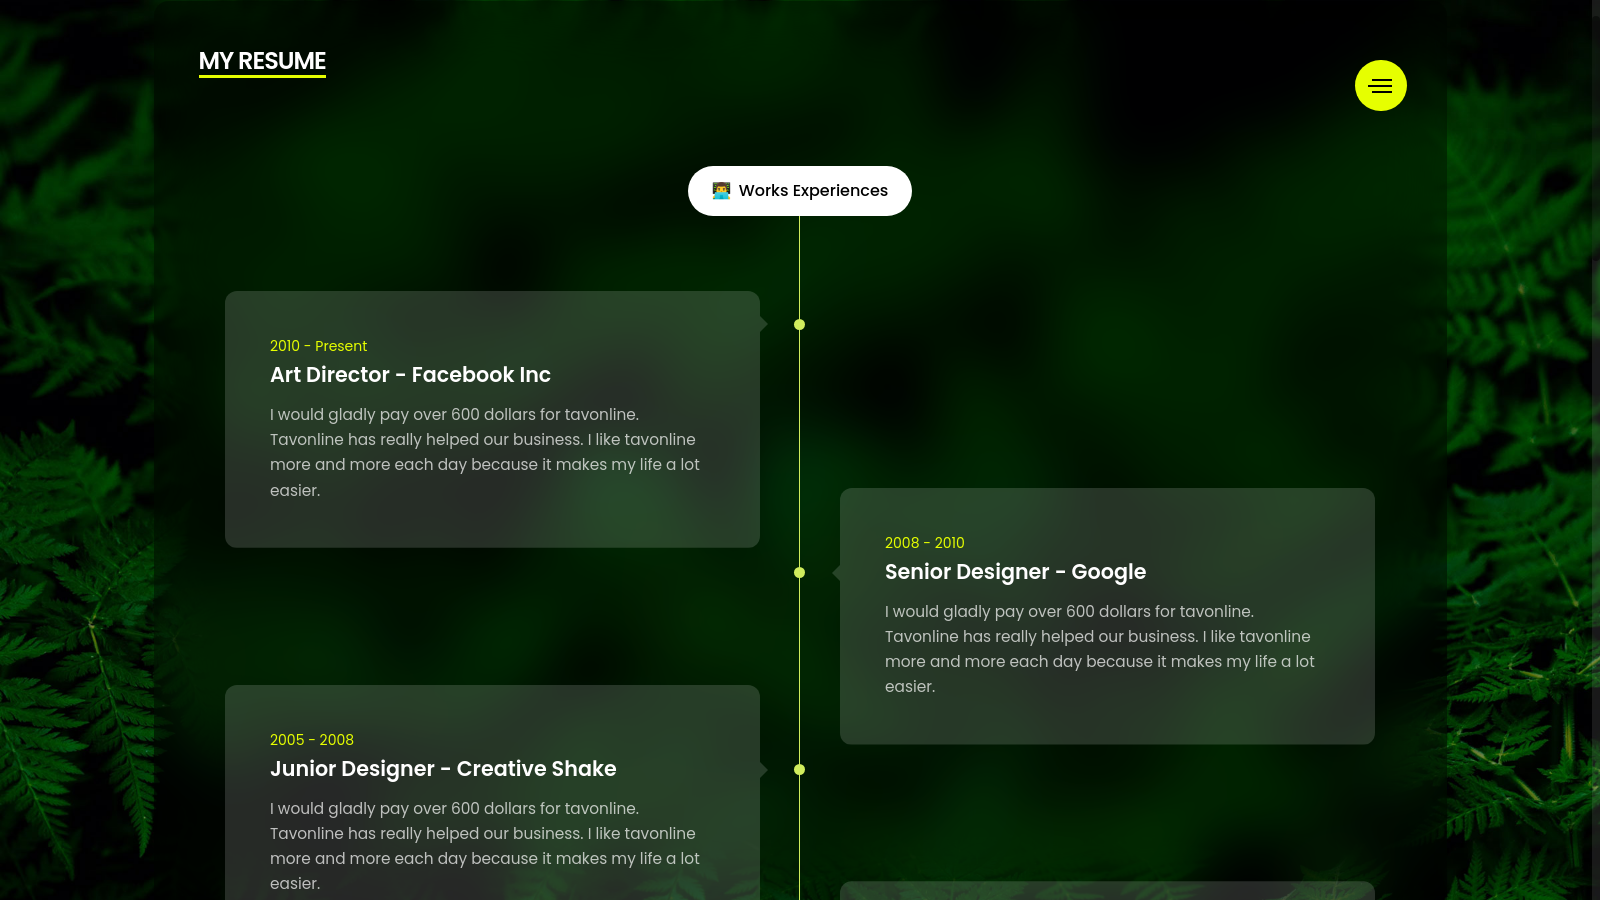 MY RESUME
Works Experiences
2010 - Present
Art Director - Facebook Inc
I would gladly pay over 600 dollars for tavonline.
Tavonline has really helped our business. I like tavonline
more and more each day because it makes my life a lot
easier.
2008 - 2010
Senior Designer - Google
I would gladly pay over 600 dollars for tavonline.
Tavonline has really helped our business. I like tavonline
more and more each day because it makes my life a lot
easier.
2005 - 2008
Junior Designer - Creative Shake
I would gladly pay over 600 dollars for tavonline.
Tavonline has really helped our business. I like tavonline
more and more each day because it makes my life a lot
easier.